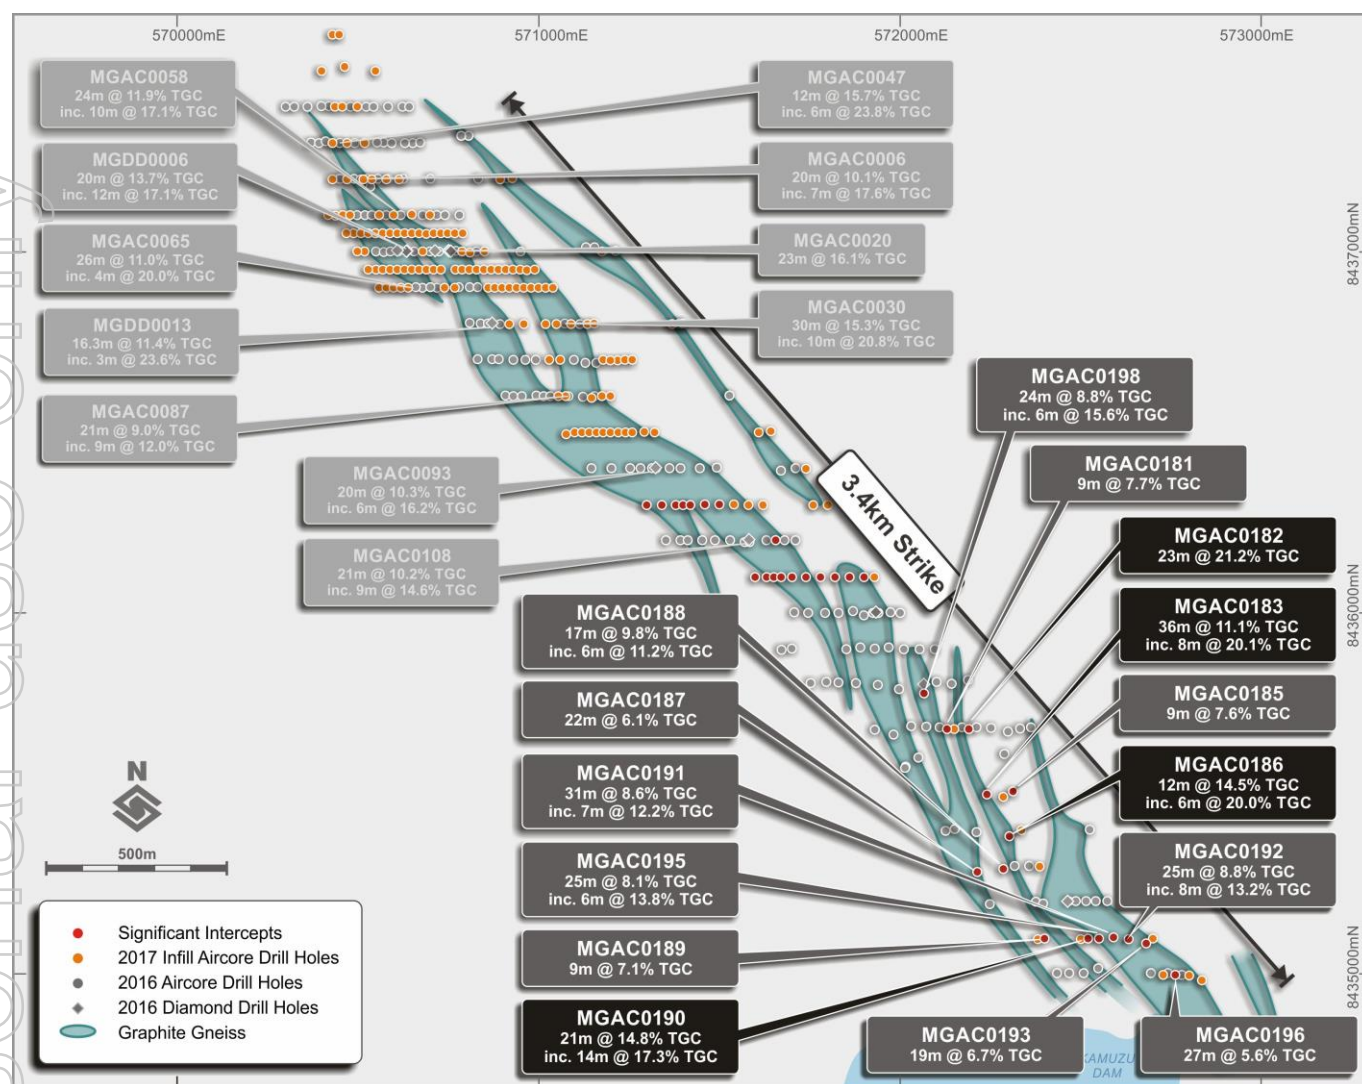 570000mE
571000mE
572000mE
573000mE
MGAC0058
24m @ 11.9% TGC
inc. 10m @ 17.1% TGC
MGDD0006
20m @ 13.7% TGC
inc. 12m @ 17.1% TGC
MGAC0065
26m @ 11.0% TGC
inc. 4m @ 20.0% TGC
MGDD0013
16.3m @ 11.4% TGC
inc. 3m @ 23.6% TGC
MGAC0087
21m @ 9.0% TGC
inc. 9m @ 12.0% TGC
MGAC0093
20m @ 10.3% TGC
inc. 6m @ 16.2% TGC
MGAC0108
21m @ 10.2% TGC
inc. 9m @ 14.6% TGC
MGAC0047
12m @ 15.7% TGC
inc. 6m @ 23.8% TGC
MGAC0006
20m @ 10.1% TGC
inc. 7m @ 17.6% TGC
MGAC0020
23m @ 16.1% TGC
MGAC0030
30m @ 15.3% TGC
inc. 10m @ 20.8% TGC
8437000mN
3.4km Strike
MGAC0198
24m @ 8.8% TGC
inc. 6m @ 15.6% TGC
MGAC0181
9m @ 7.7% TGC
MGAC0182
23m @ 21.2% TGC
MGAC0183
36m @ 11.1% TGC
inc. 8m @ 20.1% TGC
8436000mN
MGAC0185
9m @ 7.6% TGC
MGAC0186
12m @ 14.5% TGC
inc. 6m @ 20.0% TGC
MGAC0192
25m @ 8.8% TGC
inc. 8m @ 13.2% TGC
MGAC0188
17m @ 9.8% TGC
inc. 6m @ 11.2% TGC
MGAC0187
22m @ 6.1% TGC
MGAC0191
31m @ 8.6% TGC
inc. 7m @ 12.2% TGC
MGAC0195
25m @ 8.1% TGC
inc. 6m @ 13.8% TGC
MGAC0189
9m @ 7.1% TGC
MGAC0190
21m @ 14.8% TGC
inc. 14m @ 17.3% TGC
MGAC0193
19m @ 6.7% TGC
MGAC0196
27m @ 5.6% TGC
8435000mN
KAMUZU
DAM
N
500m
Significant Intercepts
2017 Infill Aircore Drill Holes
2016 Aircore Drill Holes
2016 Diamond Drill Holes
Graphite Gneiss